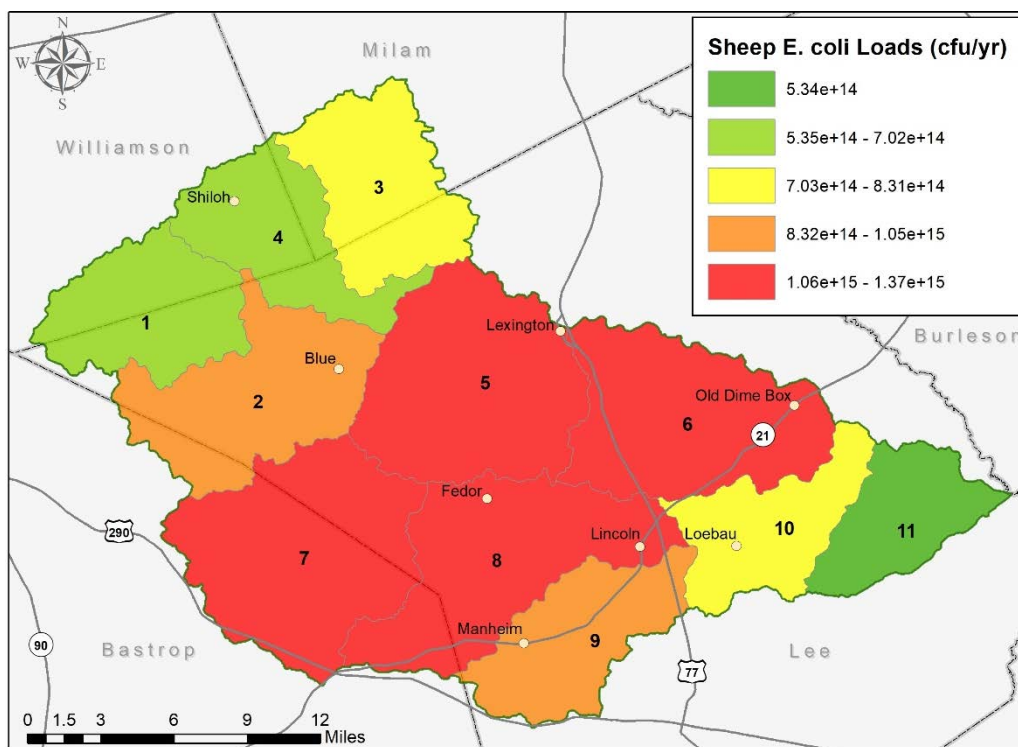 N
W E
S
Milam
Williamson
Burleson
Bastrop
Lee
Sheep E. coli Loads (cfu/yr)
5.34e+14
5.35e+14 - 7.02e+14
7.03e+14 - 8.31e+14
8.32e+14 - 1.05e+15
1.06e+15 - 1.37e+15
3
Shiloh
4
1
Lexington
Blue
2
5
Old Dime Box
6
21
Fedor
290
Lincoln
Loebau
10
11
7
8
Manheim
9
90
77
0 1.5 3 6 9 12
Miles